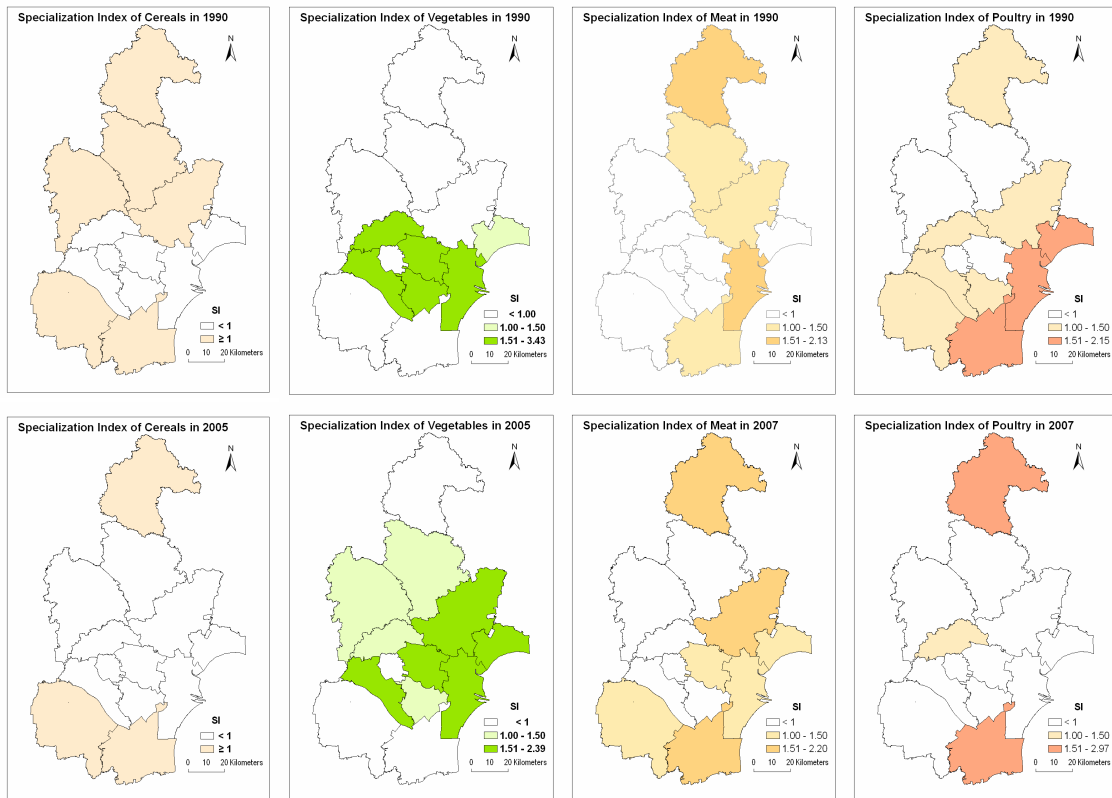 Specialization Index of Cereals in 1990
N
SI
< 1
≥ 1
0 10 20 Kilometers
Specialization Index of Vegetables in 1990
N
SI
< 1.00
1.00 - 1.50
1.51 - 3.43
0 10 20 Kilometers
Specialization Index of Meat in 1990
N
SI
< 1
1.00 - 1.50
1.51 - 2.13
0 10 20 Kilometers
Specialization Index of Poultry in 1990
N
SI
< 1
1.00 - 1.50
1.51 - 2.15
0 10 20 Kilometers
Specialization Index of Cereals in 2005
N
SI
< 1
≥ 1
0 10 20 Kilometers
Specialization Index of Vegetables in 2005
N
SI
< 1
1.00 - 1.50
1.51 - 2.39
0 10 20 Kilometers
Specialization Index of Meat in 2007
N
SI
< 1
1.00 - 1.50
1.51 - 2.20
0 10 20 Kilometers
Specialization Index of Poultry in 2007
N
SI
< 1
1.00 - 1.50
1.51 - 2.97
0 10 20 Kilometers